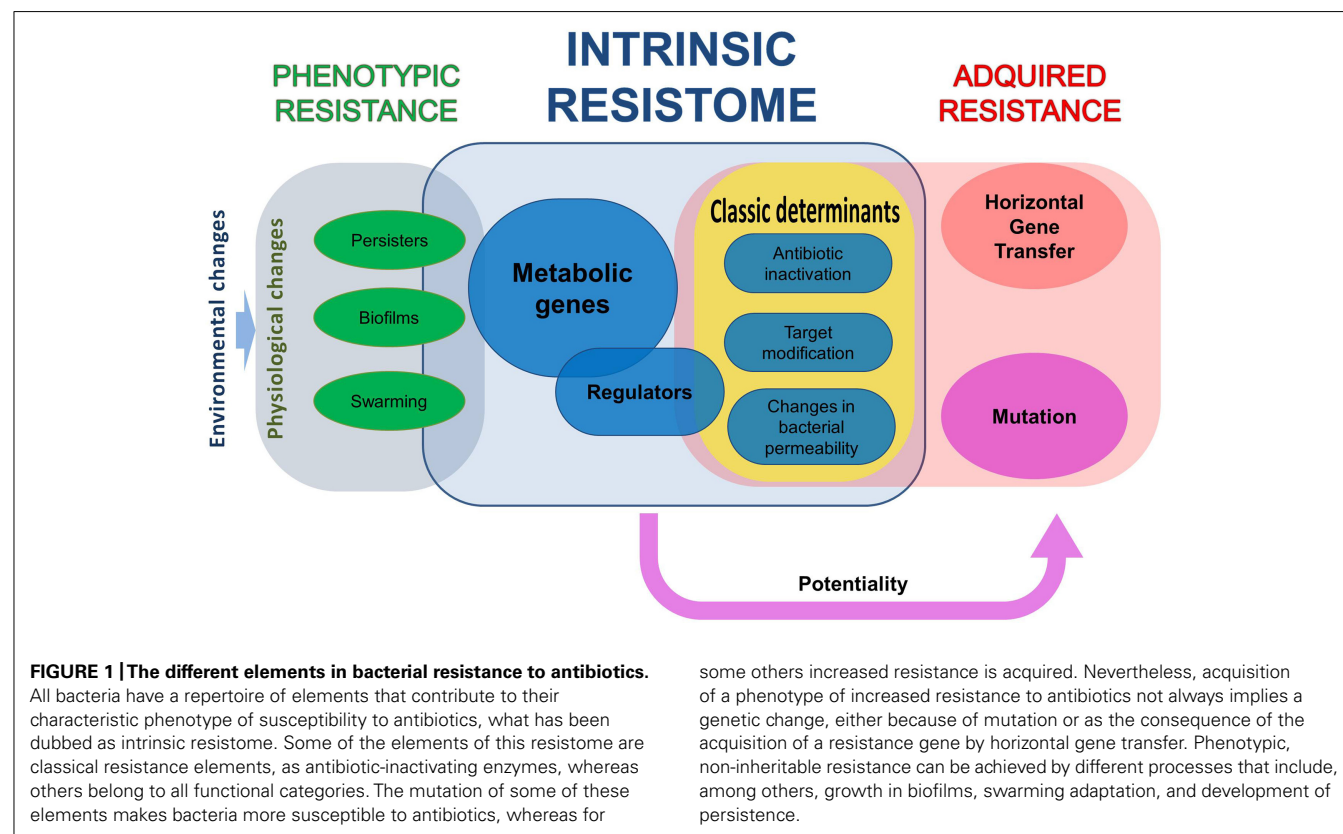 PHENOTYPIC
RESISTANCE
INTRINSIC
RESISTOME
ADQUIRED
RESISTANCE
Environmental changes
Physiological changes
Persisters
Biofilms
Swarming
Metabolic
genes
Regulators
Classic determinants
Antibiotic
inactivation
Target
modification
Changes in
bacterial
permeability
Horizontal
Gene
Transfer
Mutation
Potentiality
FIGURE 1 | The different elements in bacterial resistance to antibiotics.
All bacteria have a repertoire of elements that contribute to their
characteristic phenotype of susceptibility to antibiotics, what has been
dubbed as intrinsic resistome. Some of the elements of this resistome are
classical resistance elements, as antibiotic-inactivating enzymes, whereas
others belong to all functional categories. The mutation of some of these
elements makes bacteria more susceptible to antibiotics, whereas for
some others increased resistance is acquired. Nevertheless, acquisition
of a phenotype of increased resistance to antibiotics not always implies a
genetic change, either because of mutation or as the consequence of the
acquisition of a resistance gene by horizontal gene transfer. Phenotypic,
non-inheritable resistance can be achieved by different processes that include,
among others, growth in biofilms, swarming adaptation, and development of
persistence.